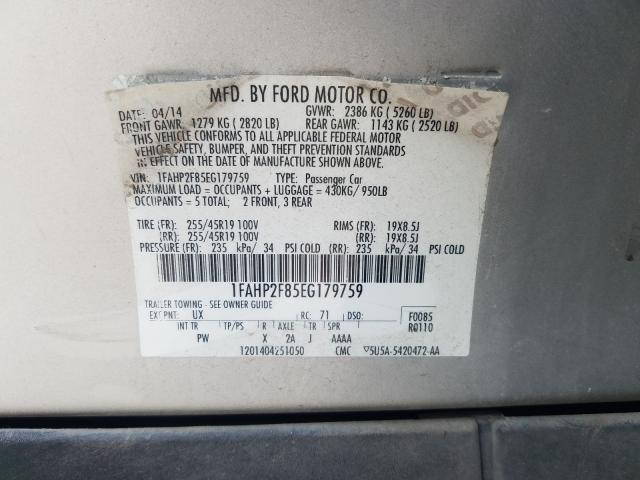 MFD. BY FORD MOTOR CO.
DATE: 04/14 GVWR: 2386 KG ( 5260 LB)
FRONT GAWR: 1279 KG ( 2820 LB) REAR GAWR: 1143 KG ( 2520 LB)
THIS VEHICLE CONFORMS TO ALL APPLICABLE FEDERAL MOTOR
VEHICLE SAFETY, BUMPER, AND THEFT PREVENTION STANDARDS
IN EFFECT ON THE DATE OF MANUFACTURE SHOWN ABOVE.
VIN: 1FAHP2F85EG179759 TYPE: Passenger Car
MAXIMUM LOAD = OCCUPANTS + LUGGAGE = 430KG/ 950LB
OCCUPANTS = 5 TOTAL; 2 FRONT, 3 REAR
TIRE (FR): 255/45R19 100V RIMS (FR): 19X8.5J
(RR): 255/45R19 100V (RR): 19X8.5J
PRESSURE (FR): 235 kPa/ 34 PSI COLD (RR): 235 kPa/ 34 PSI COLD
1FAHP2F85EG179759
TRAILER TOWING - SEE OWNER GUIDE
EXT PNT: UX RC: 71 DSO: F0085
INT TR TP/PS R AXLE TR SPR R0110
PW X 2A J AAAA
1201404251050 CMC ▽5U5A-5420472-AA